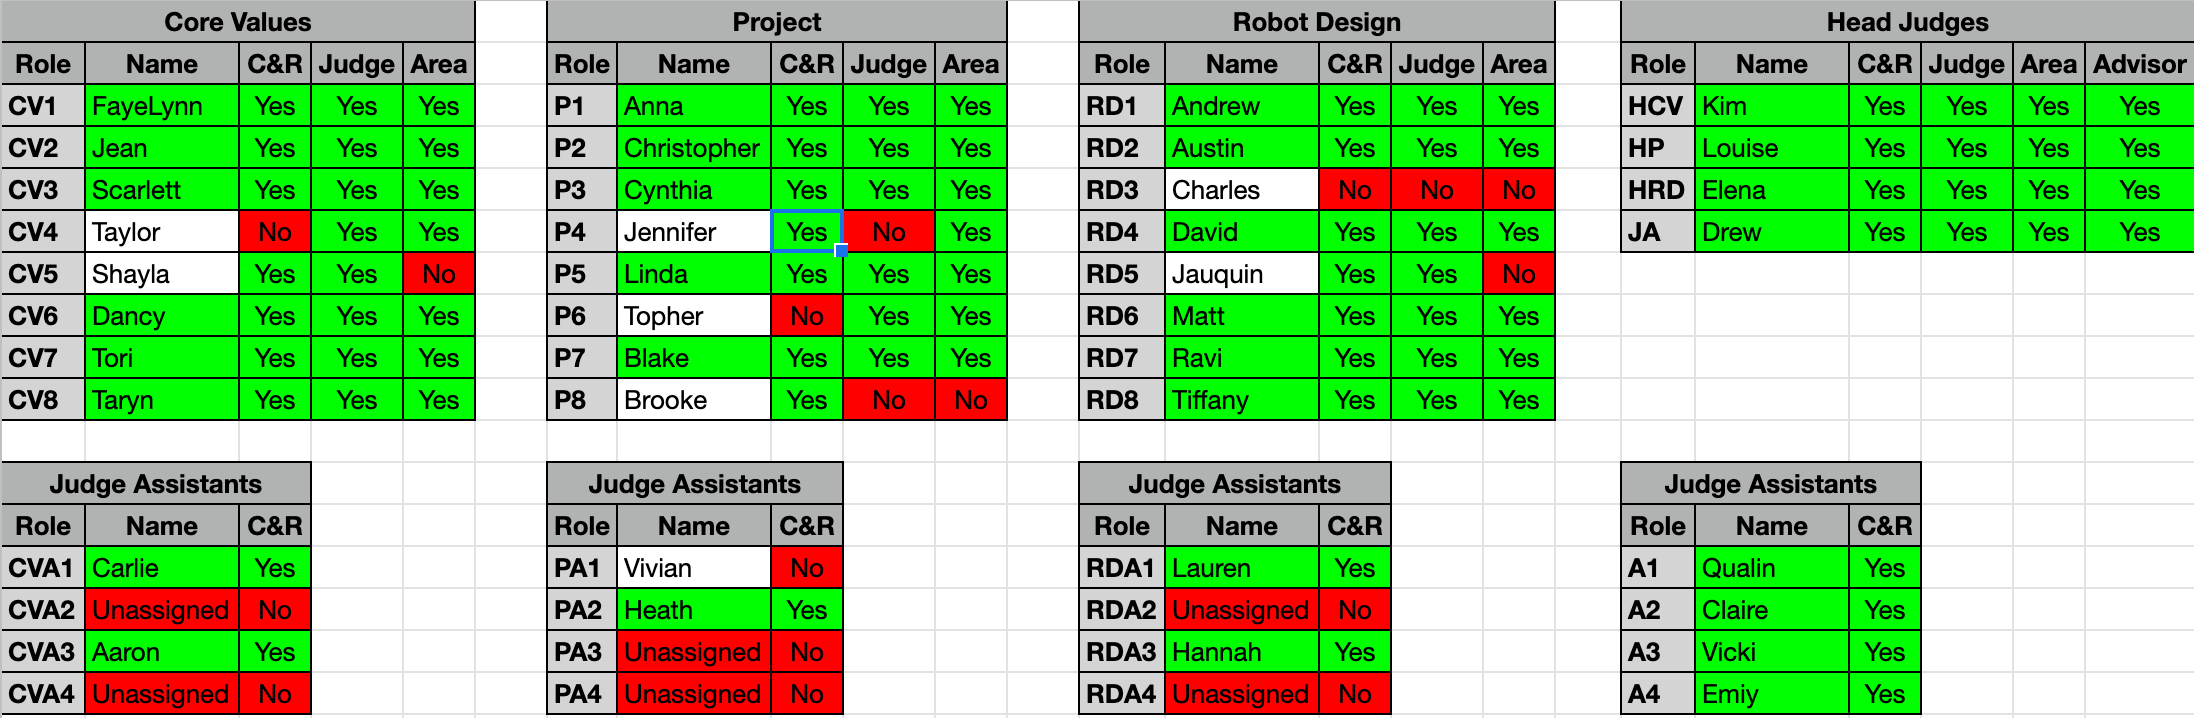 Core Values Project Robot Design Head Judges
Role Name C&R Judge Area Role Name C&R Judge Area Role Name C&R Judge Area Role Name C&R Judge Area Advisor
CV1 FayeLynn Yes Yes Yes P1 Anna Yes Yes Yes RD1 Andrew Yes Yes Yes HCV Kim Yes Yes Yes Yes
CV2 Jean Yes Yes Yes P2 Christopher Yes Yes Yes RD2 Austin Yes Yes Yes HP Louise Yes Yes Yes Yes
CV3 Scarlett Yes Yes Yes P3 Cynthia Yes Yes Yes RD3 Charles No No No HRD Elena Yes Yes Yes Yes
CV4 Taylor No Yes Yes P4 Jennifer Yes No Yes RD4 David Yes Yes Yes JA Drew Yes Yes Yes Yes
CV5 Shayla Yes Yes No P5 Linda Yes Yes Yes RD5 Jauquin Yes Yes No
CV6 Dancy Yes Yes Yes P6 Topher No Yes Yes RD6 Matt Yes Yes Yes
CV7 Tori Yes Yes Yes P7 Blake Yes Yes Yes RD7 Ravi Yes Yes Yes
CV8 Taryn Yes Yes Yes P8 Brooke Yes No No RD8 Tiffany Yes Yes Yes
Judge Assistants Judge Assistants Judge Assistants Judge Assistants
Role Name C&R Role Name C&R Role Name C&R Role Name C&R
CVA1 Carlie Yes PA1 Vivian No RDA1 Lauren Yes A1 Qualin Yes
CVA2 Unassigned No PA2 Heath Yes RDA2 Unassigned No A2 Claire Yes
CVA3 Aaron Yes PA3 Unassigned No RDA3 Hannah Yes A3 Vicki Yes
CVA4 Unassigned No PA4 Unassigned No RDA4 Unassigned No A4 Emiy Yes